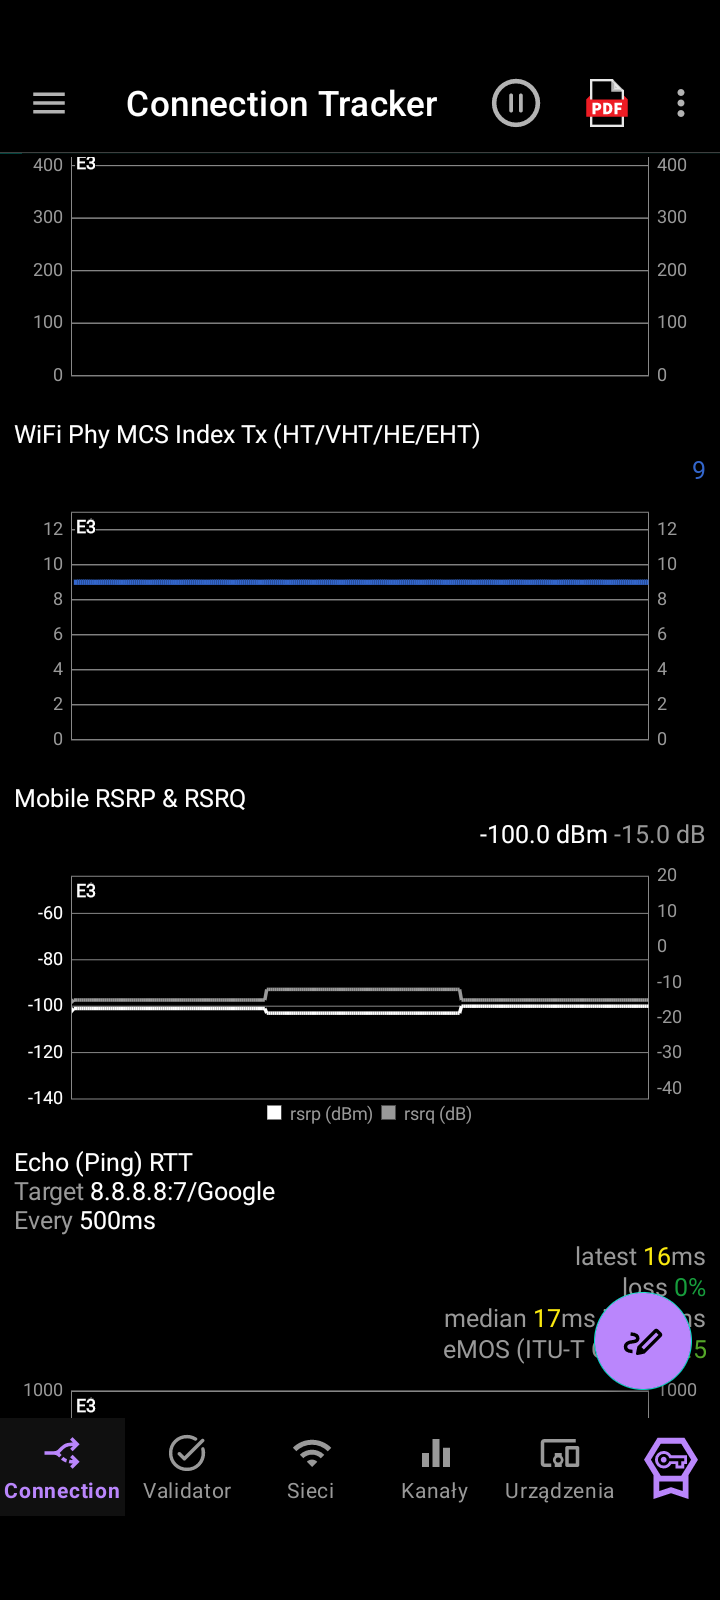 Connection Tracker
PDF
400 E3 400
300 300
200 200
100 100
0 0
WiFi Phy MCS Index Tx (HT/VHT/HE/EHT)
9
12 E3 12
10 10
8 8
6 6
4 4
2 2
0 0
Mobile RSRP & RSRQ
-100.0 dBm -15.0 dB
E3 20
-60 10
-80 0
-100 -10
-120 -20
-140 -30
-40
rsrp (dBm) rsrq (dB)
Echo (Ping) RTT
Target 8.8.8.8:7/Google
Every 500ms
latest 16ms
loss 0%
median 17ms
eMOS (ITU-T
1000 E3 1000
Connection Validator Sieci Kanały Urządzenia